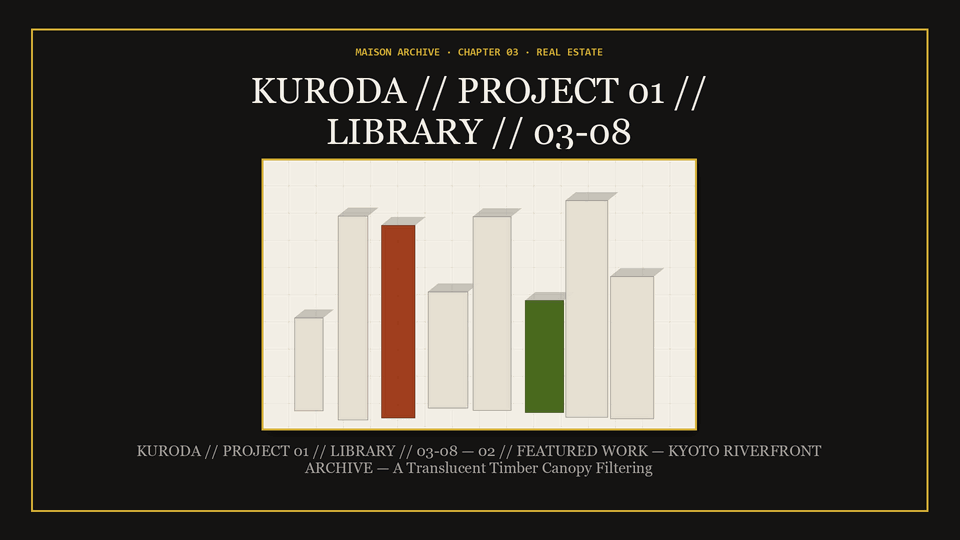 MAISON ARCHIVE · CHAPTER 03 · REAL ESTATE
KURODA // PROJECT 01 //
LIBRARY // 03-08
KURODA // PROJECT 01 // LIBRARY // 03-08 — 02 // FEATURED WORK — KYOTO RIVERFRONT
ARCHIVE — A Translucent Timber Canopy Filtering